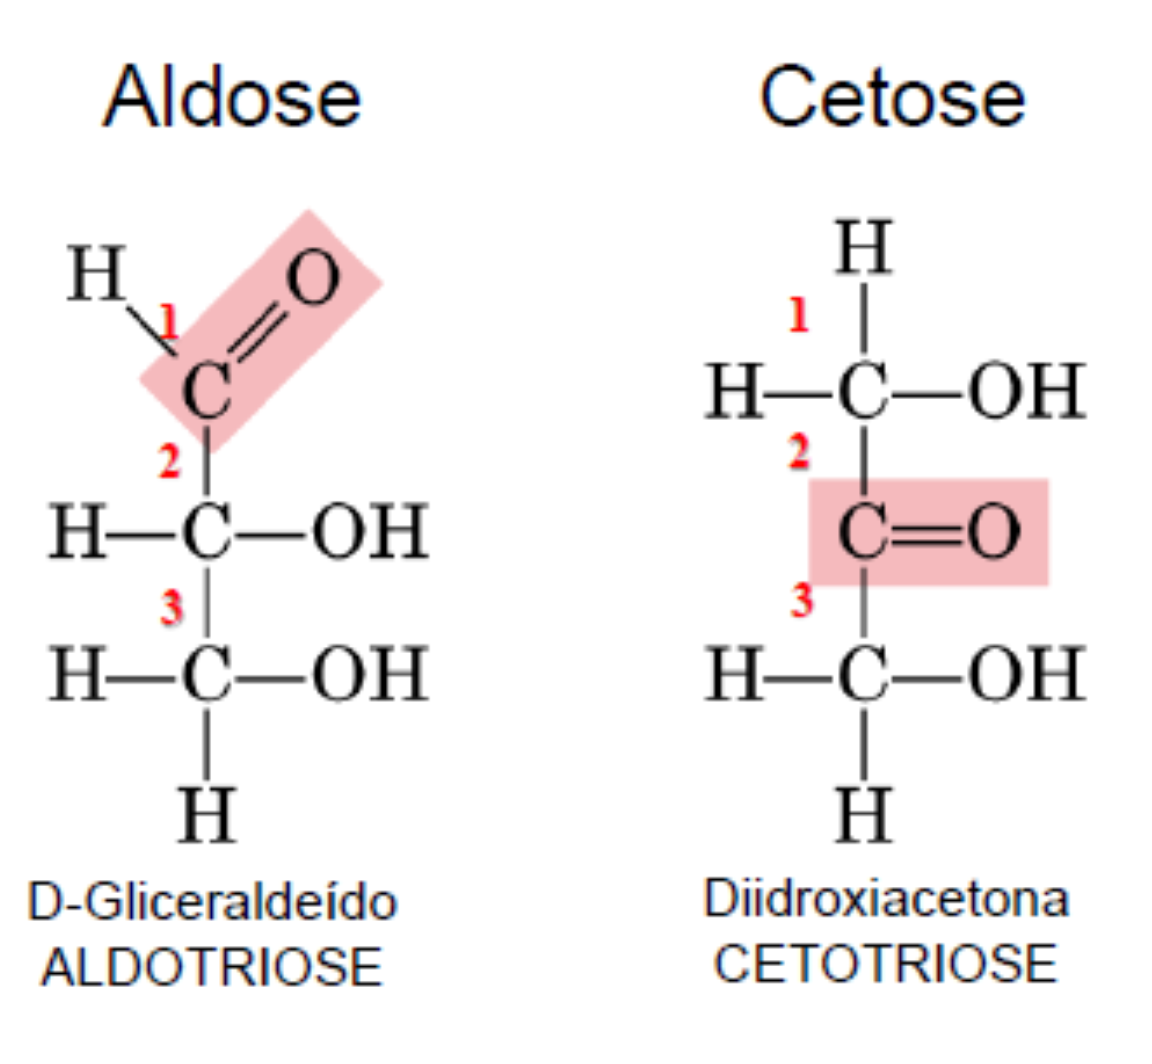 Aldose
H
O
1
C
2
H C OH
3
H C OH
H
D-Gliceraldeído
ALDOTRIOSE
Cetose
H
1
H C OH
2
C O
3
H C OH
H
Diidroxiacetona
CETOTRIOSE